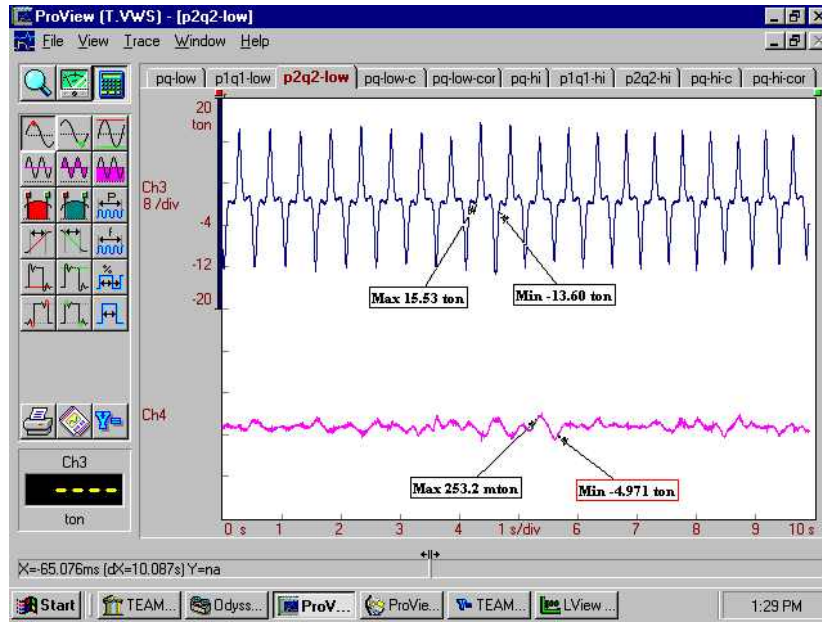 ProView (T.VWS) - [p2q2-low]
File View Trace Window Help
pq-low p1q1-low p2q2-low pq-low-c pq-low-cor pq-hi p1q1-hi p2q2-hi pq-hi-c pq-hi-cor
20
ton
Ch3
8 /div
-4
-12
-20
Max 15.53 ton
Min -13.60 ton
P
f
%
Ch4
Max 253.2 mton
Min -4.971 ton
0 s 1 2 3 4 1 s/div 6 7 8 9 10 s
Ch3
----
ton
X=-65.076ms (dX=10.087s) Y=na
Start TEAM... Odyss... ProV... ProVie... TEAM... LView ... 1:29 PM